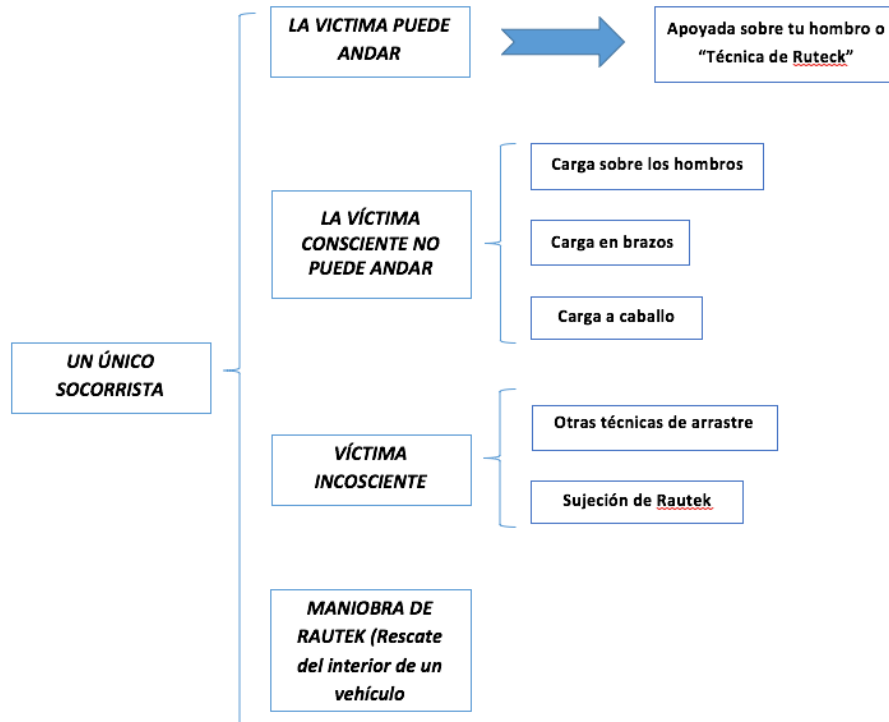 LA VICTIMA PUEDE
ANDAR
Apoyada sobre tu hombro o
“Técnica de Ruteck”
LA VÍCTIMA
CONSCIENTE NO
PUEDE ANDAR
Carga sobre los hombros
Carga en brazos
Carga a caballo
UN ÚNICO
SOCORRISTA
VÍCTIMA
INCOSCIENTE
Otras técnicas de arrastre
Sujeción de Rautek
MANIOBRA DE
RAUTEK (Rescate
del interior de un
vehículo